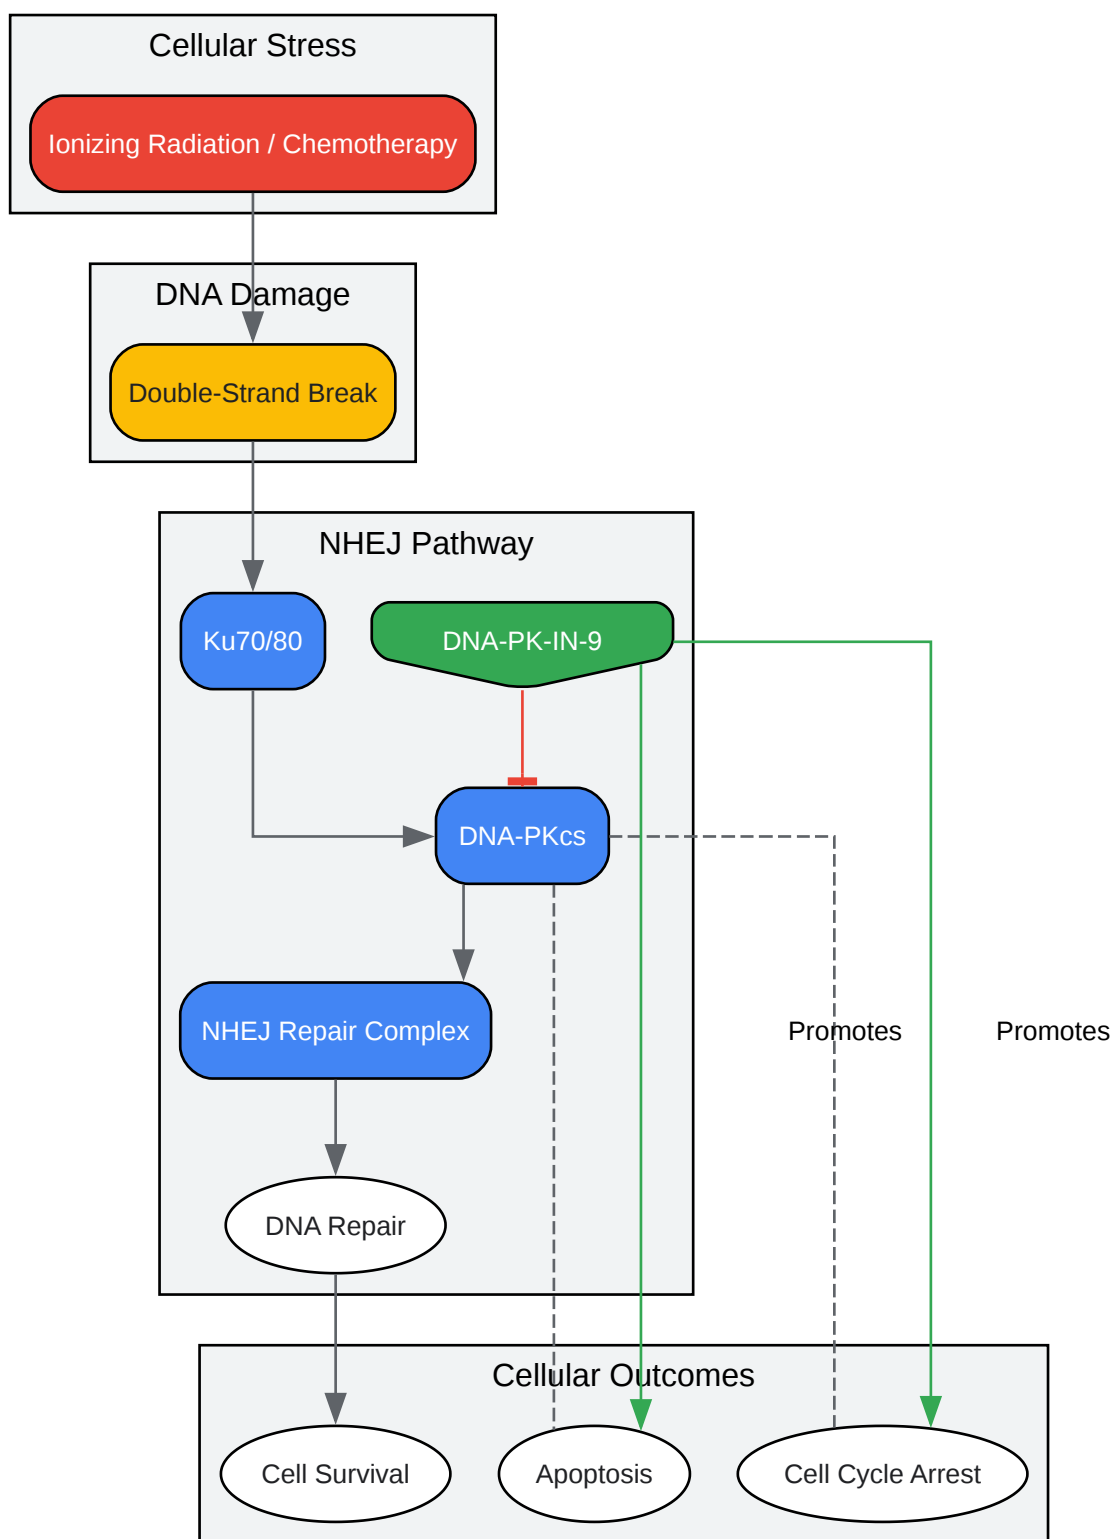 Cellular Stress
Ionizing Radiation / Chemotherapy
DNA Damage
Double-Strand Break
NHEJ Pathway
Ku70/80
DNA-PK-IN-9
DNA-PKcs
NHEJ Repair Complex
Promotes
Promotes
DNA Repair
Cellular Outcomes
Cell Survival
Apoptosis
Cell Cycle Arrest